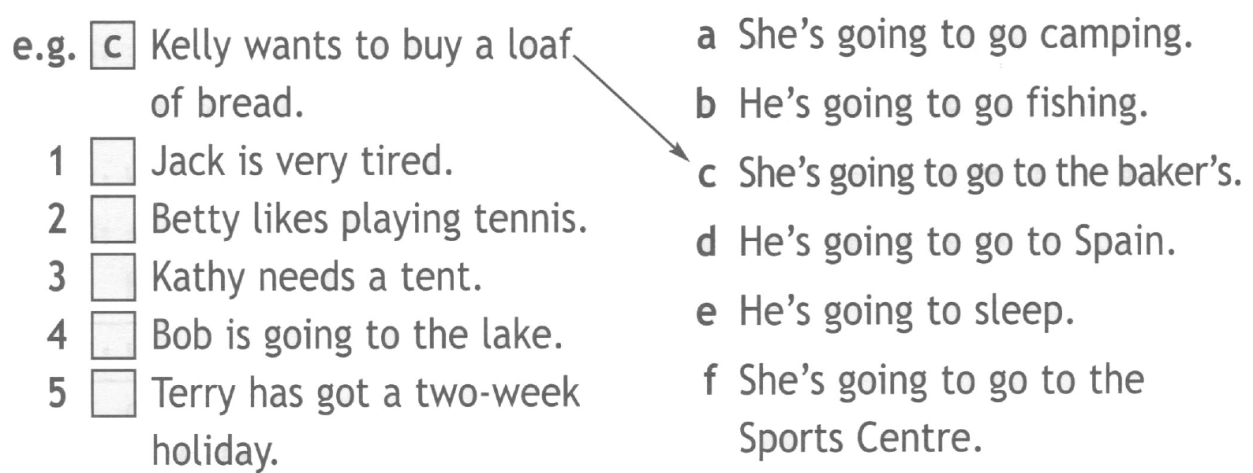 e.g. c Kelly wants to buy a loaf
of bread.
1 Jack is very tired.
2 Betty likes playing tennis.
3 Kathy needs a tent.
4 Bob is going to the lake.
5 Terry has got a two-week
holiday.
a She's going to go camping.
b He's going to go fishing.
c She's going to go to the baker's.
d He's going to go to Spain.
e He's going to sleep.
f She's going to go to the
Sports Centre.